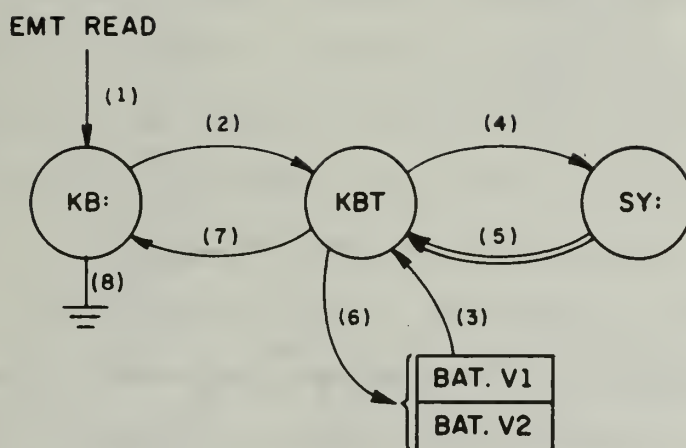 EMT READ
(1)
(2)
(4)
KB:
KBT
SY:
(7)
(5)
(8)
(6)
(3)
BAT. V1
BAT. V2